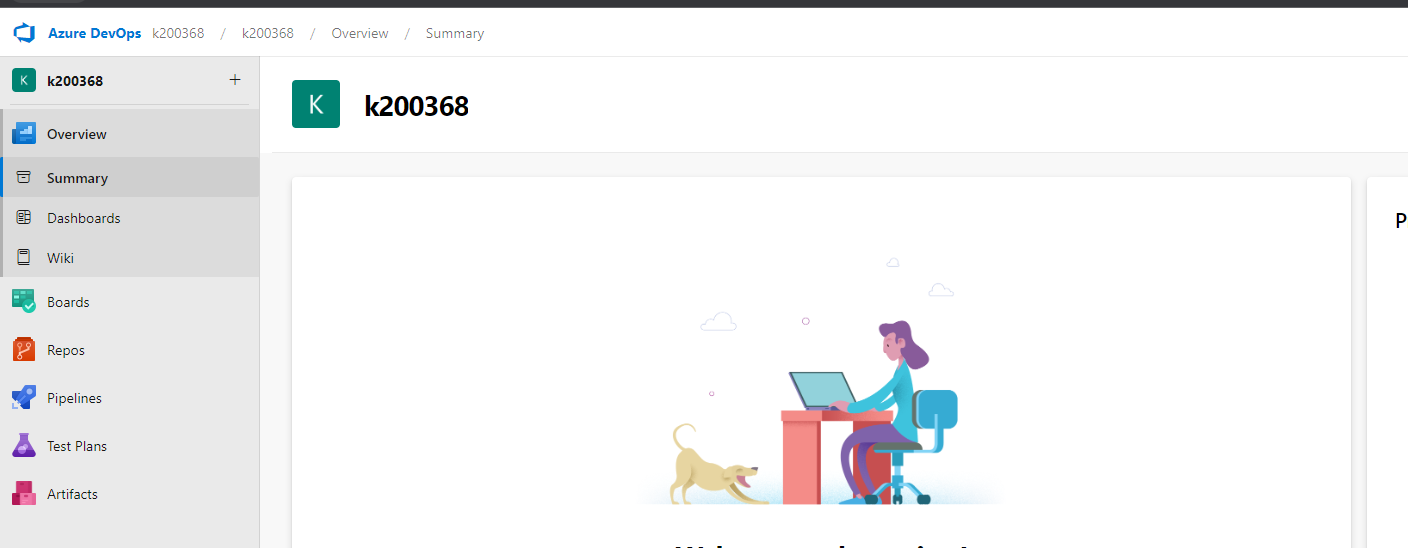 Azure DevOps k200368 / k200368 / Overview / Summary
K k200368 +
Overview
Summary
Dashboards
Wiki
Boards
Repos
Pipelines
Test Plans
Artifacts
K k200368
P